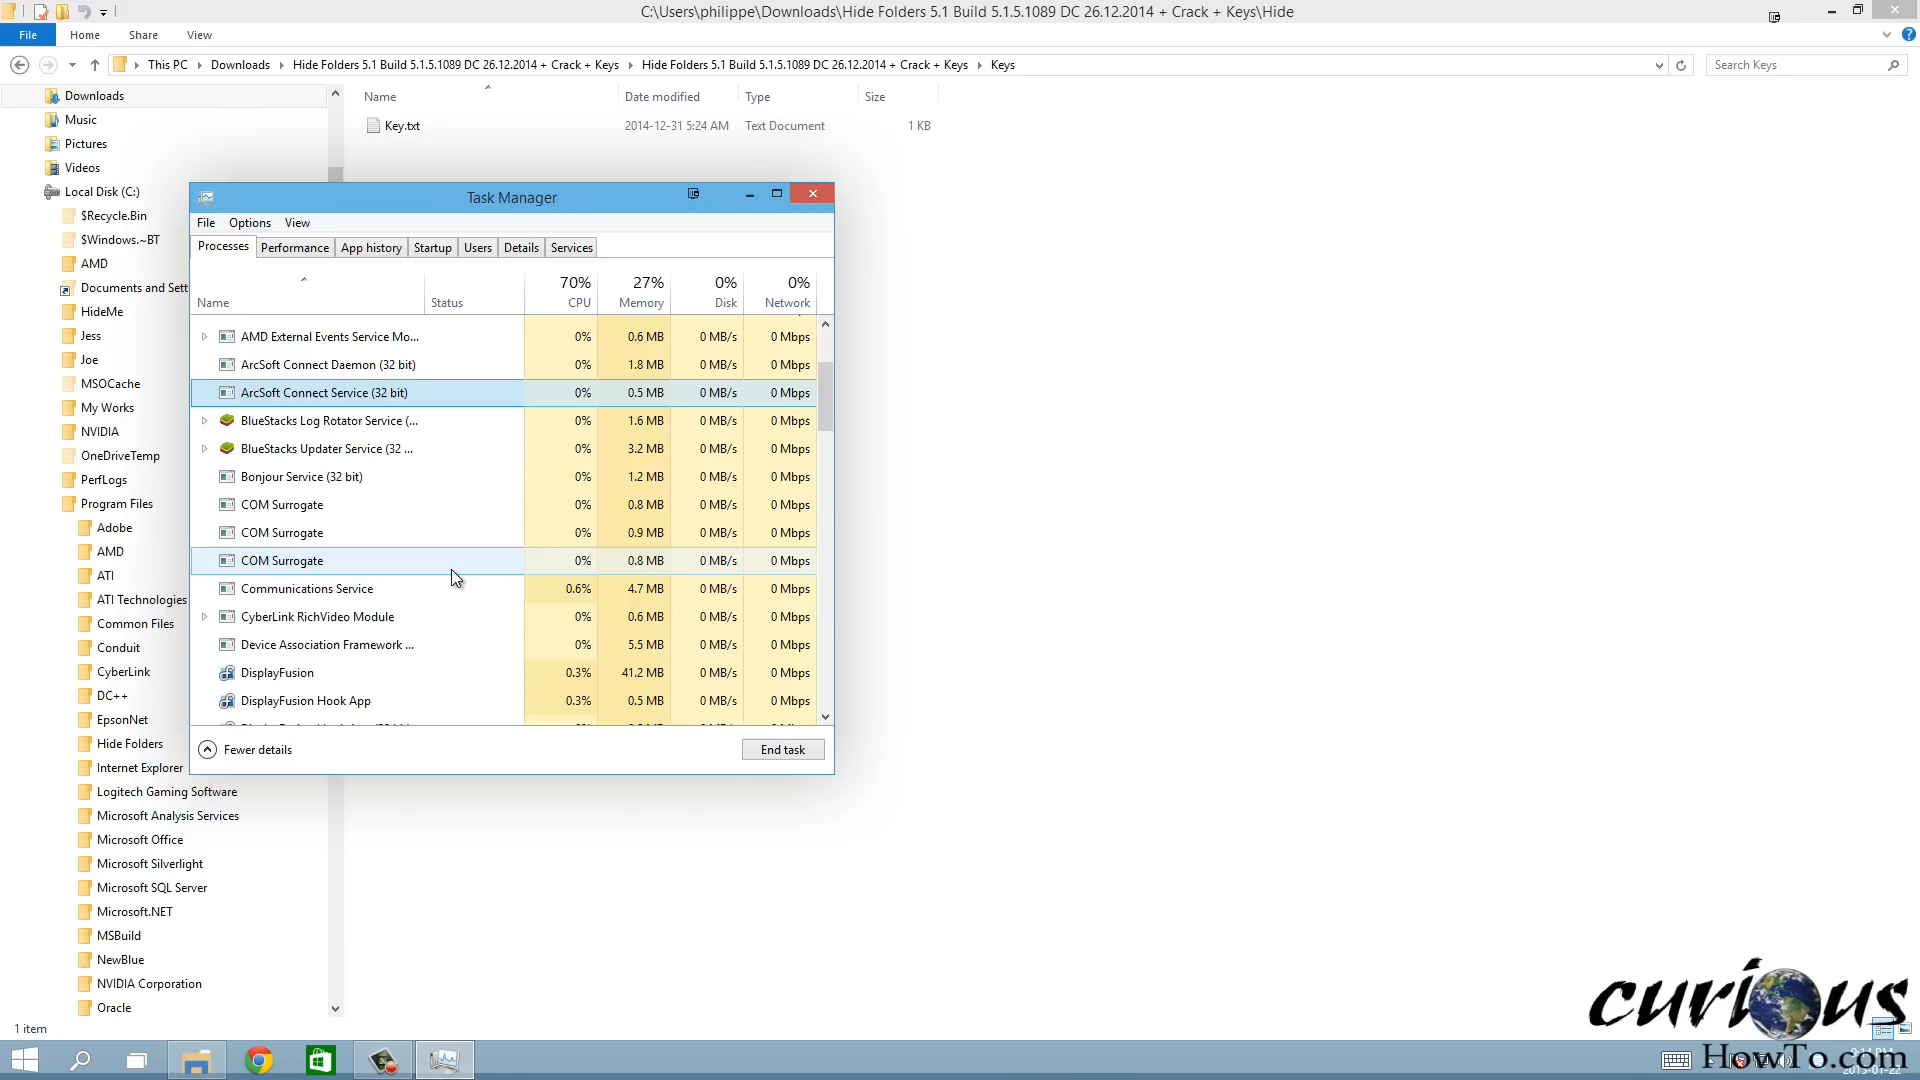 C:\Users\philippe\Downloads\Hide Folders 5.1 Build 5.1.5.1089 DC 26.12.2014 + Crack + Keys\Hide
File Home Share View
This PC Downloads Hide Folders 5.1 Build 5.1.5.1089 DC 26.12.2014 + Crack + Keys Hide Folders 5.1 Build 5.1.5.1089 DC 26.12.2014 + Crack + Keys Keys Search Keys
Name Date modified Type Size
Key.txt 2014-12-31 5:24 AM Text Document 1 KB
Downloads
Music
Pictures
Videos
Local Disk (C:)
$Recycle.Bin
$Windows.~BT
AMD
Documents and Sett
HideMe
Jess
Joe
MSOCache
My Works
NVIDIA
OneDriveTemp
PerfLogs
Program Files
Adobe
AMD
ATI
ATI Technologies
Common Files
Conduit
CyberLink
DC++
EpsonNet
Hide Folders
Internet Explorer
Logitech Gaming Software
Microsoft Analysis Services
Microsoft Office
Microsoft Silverlight
Microsoft SQL Server
Microsoft.NET
MSBuild
NewBlue
NVIDIA Corporation
Oracle
1 item
Task Manager
File Options View
Processes Performance App history Startup Users Details Services
70% 27% 0% 0%
Name Status CPU Memory Disk Network
AMD External Events Service Mo... 0% 0.6 MB 0 MB/s 0 Mbps
ArcSoft Connect Daemon (32 bit) 0% 1.8 MB 0 MB/s 0 Mbps
ArcSoft Connect Service (32 bit) 0% 0.5 MB 0 MB/s 0 Mbps
BlueStacks Log Rotator Service (... 0% 1.6 MB 0 MB/s 0 Mbps
BlueStacks Updater Service (32 ... 0% 3.2 MB 0 MB/s 0 Mbps
Bonjour Service (32 bit) 0% 1.2 MB 0 MB/s 0 Mbps
COM Surrogate 0% 0.8 MB 0 MB/s 0 Mbps
COM Surrogate 0% 0.9 MB 0 MB/s 0 Mbps
COM Surrogate 0% 0.8 MB 0 MB/s 0 Mbps
Communications Service 0.6% 4.7 MB 0 MB/s 0 Mbps
CyberLink RichVideo Module 0% 0.6 MB 0 MB/s 0 Mbps
Device Association Framework ... 0% 5.5 MB 0 MB/s 0 Mbps
DisplayFusion 0.3% 41.2 MB 0 MB/s 0 Mbps
DisplayFusion Hook App 0.3% 0.5 MB 0 MB/s 0 Mbps
Fewer details End task
curious
HowTo.com
2015-01-22